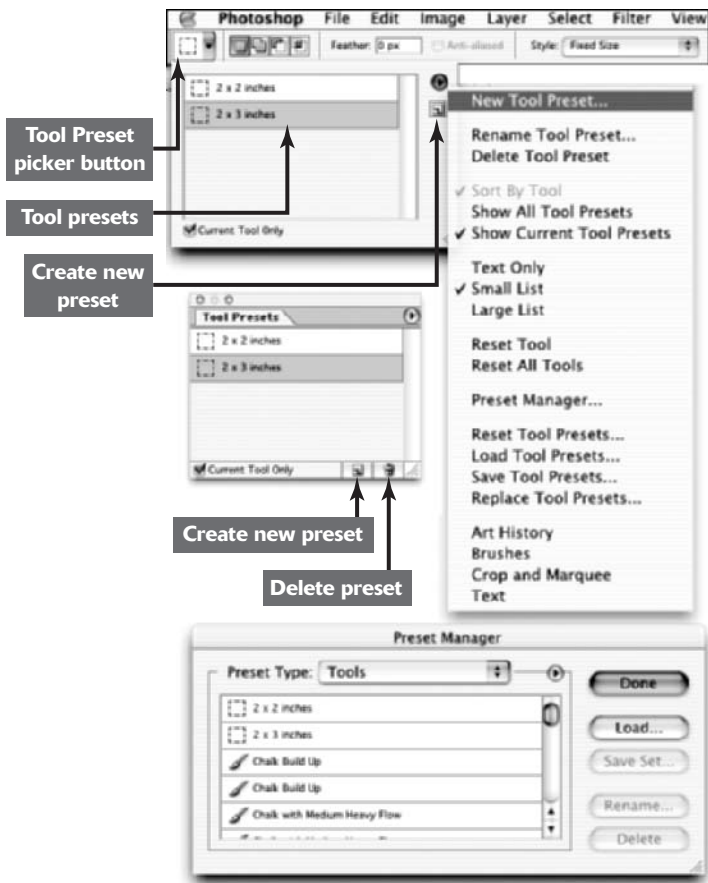 Photoshop File Edit Image Layer Select Filter View
Feather: 0 px Anti-aliased Style: Fixed Size
2 x 2 inches
2 x 3 inches
Current Tool Only
Tool Preset
picker button
Tool presets
Create new
preset
New Tool Preset...
Rename Tool Preset...
Delete Tool Preset
✓ Sort By Tool
Show All Tool Presets
✓ Show Current Tool Presets
Text Only
✓ Small List
Large List
Reset Tool
Reset All Tools
Preset Manager...
Reset Tool Presets...
Load Tool Presets...
Save Tool Presets...
Replace Tool Presets...
Art History
Brushes
Crop and Marquee
Text
Tool Presets
2 x 2 inches
2 x 3 inches
Current Tool Only
Create new preset
Delete preset
Preset Manager
Preset Type: Tools
2 x 2 inches
2 x 3 inches
Chalk Build Up
Chalk Build Up
Chalk with Medium Heavy Flow
Done
Load...
Save Set...
Rename...
Delete